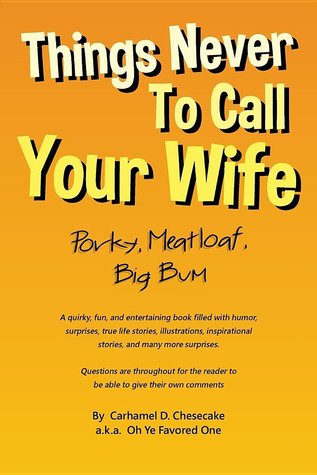 Things Never
To Call
Your Wife
Porky, Meatloaf,
Big Bum
A quirky, fun, and entertaining book filled with humor,
surprises, true life stories, illustrations, inspirational
stories, and many more surprises.
Questions are throughout for the reader to
be able to give their own comments
By Carhamel D. Chesecake
a.k.a. Oh Ye Favored One